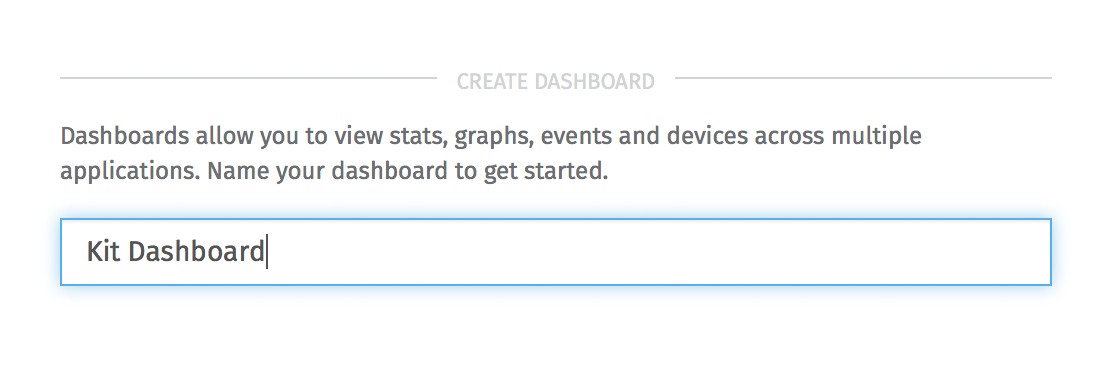 CREATE DASHBOARD
Dashboards allow you to view stats, graphs, events and devices across multiple
applications. Name your dashboard to get started.
Kit Dashboard